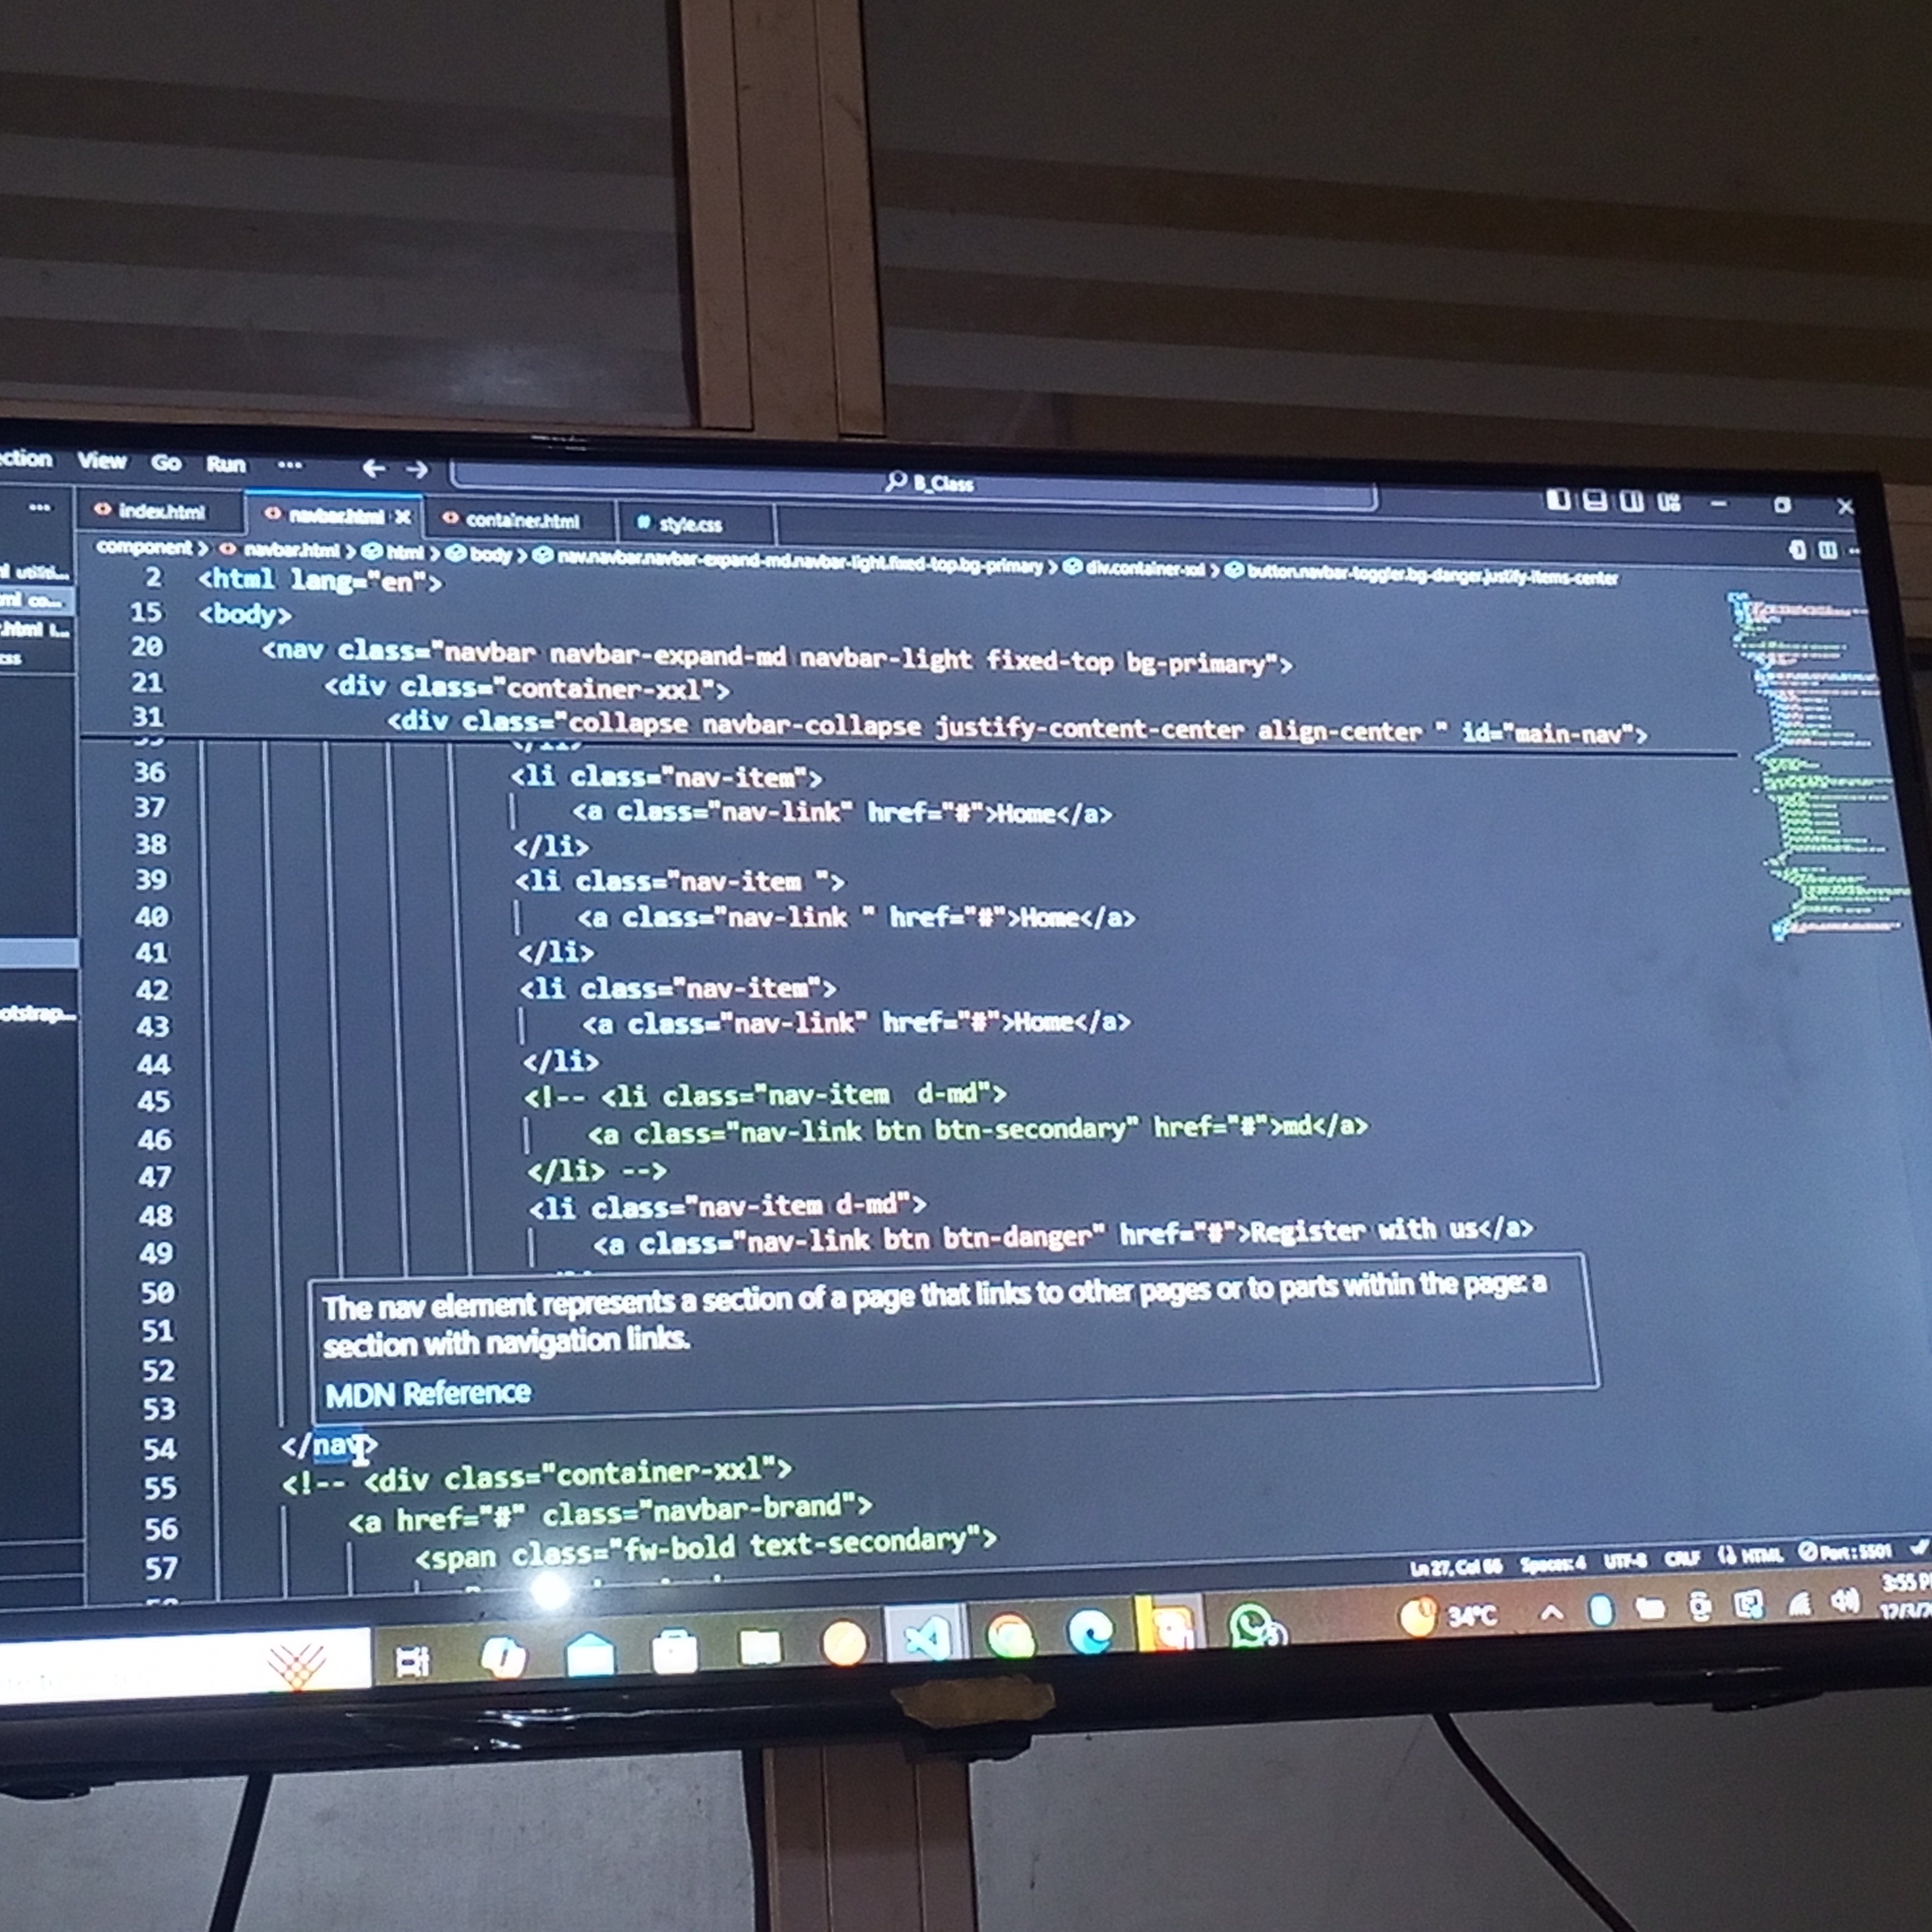 View Go Run ... B_Class
index.html navbar.html container.html # style.css
component > navbar.html > html > body > nav.navbar.navbar-expand-md.navbar-light.fixed-top.bg-primary > div.container-xxl > button.navbar-toggler.bg-danger.justify-items-center
2 <html lang="en">
15 <body>
20 <nav class="navbar navbar-expand-md navbar-light fixed-top bg-primary">
21 <div class="container-xxl">
31 <div class="collapse navbar-collapse justify-content-center align-center " id="main-nav">
36 <li class="nav-item">
37 <a class="nav-link" href="#">Home</a>
38 </li>
39 <li class="nav-item ">
40 <a class="nav-link " href="#">Home</a>
41 </li>
42 <li class="nav-item">
43 <a class="nav-link" href="#">Home</a>
44 </li>
45 <!-- <li class="nav-item  d-md">
46 <a class="nav-link btn btn-secondary" href="#">md</a>
47 </li> -->
48 <li class="nav-item d-md">
49 <a class="nav-link btn btn-danger" href="#">Register with us</a>
50
The nav element represents a section of a page that links to other pages or to parts within the page: a
51
section with navigation links.
52
MDN Reference
53
54 </nav>
55 <!-- <div class="container-xxl">
56 <a href="#" class="navbar-brand">
57 <span class="fw-bold text-secondary">
Ln 27, Col 66 Spaces: 4 UTF-8 CRLF HTML Port : 5501
34°C 3:55 P
12/3/2